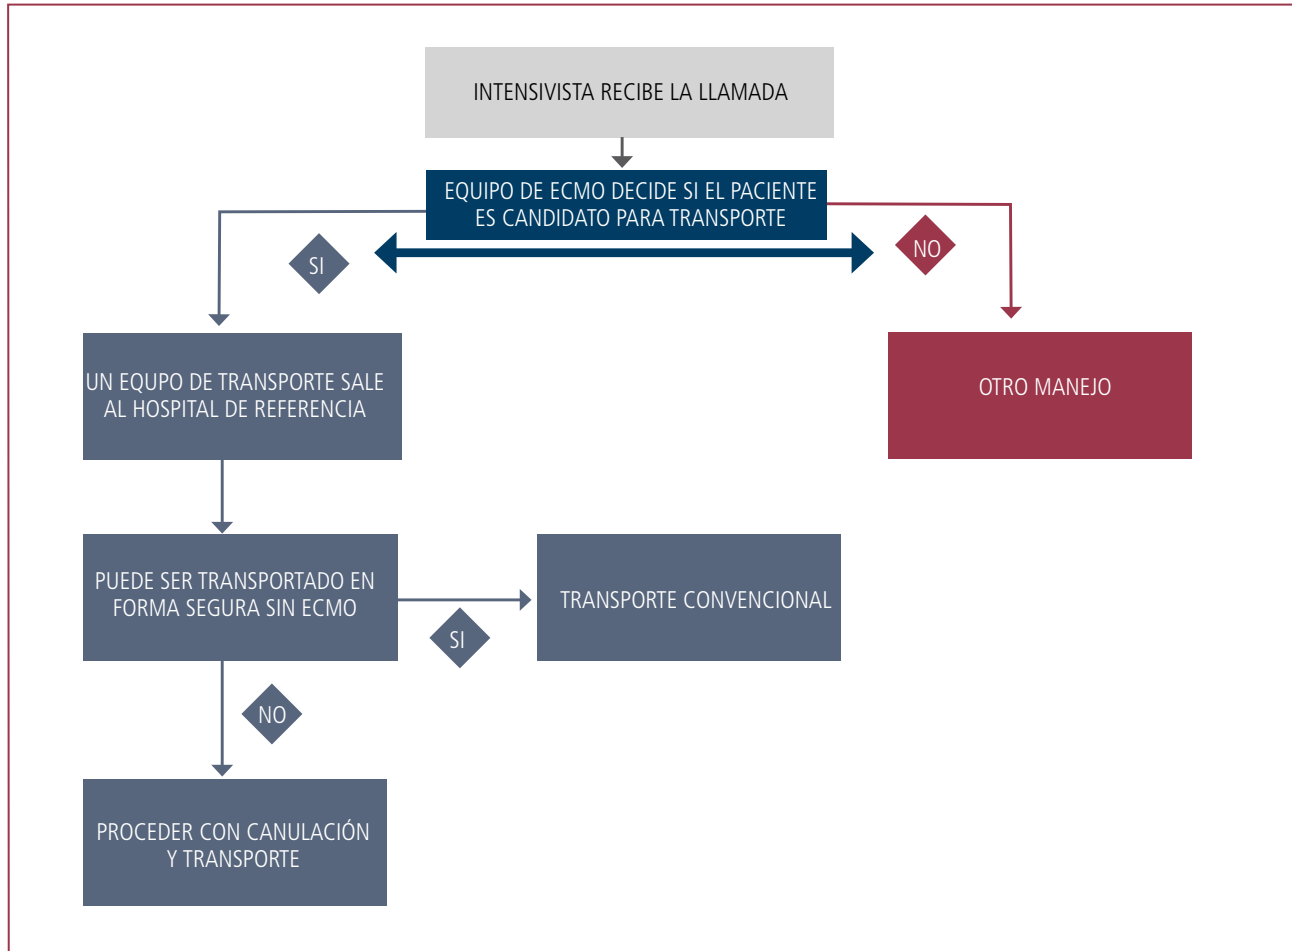 INTENSIVISTA RECIBE LA LLAMADA
EQUIPO DE ECMO DECIDE SI EL PACIENTE
ES CANDIDATO PARA TRANSPORTE
SI
NO
UN EQUPO DE TRANSPORTE SALE
AL HOSPITAL DE REFERENCIA
OTRO MANEJO
PUEDE SER TRANSPORTADO EN
FORMA SEGURA SIN ECMO
SI
TRANSPORTE CONVENCIONAL
NO
PROCEDER CON CANULACIÓN
Y TRANSPORTE